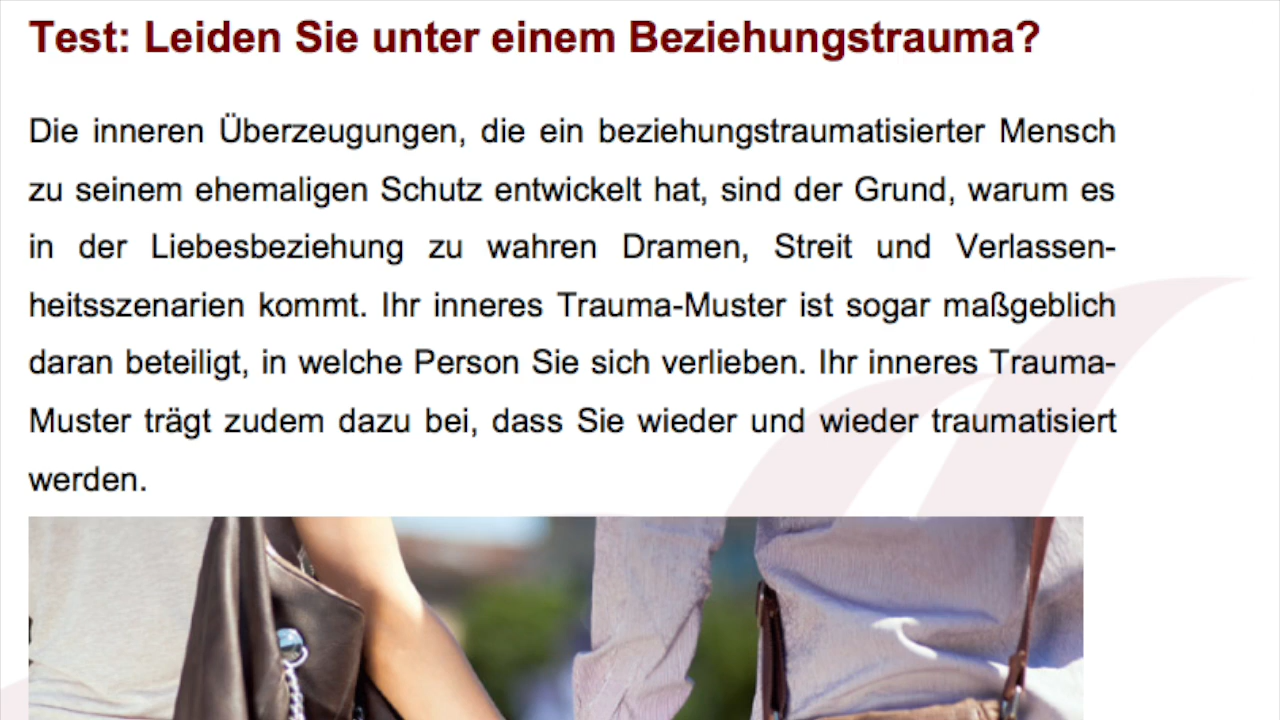 Test: Leiden Sie unter einem Beziehungstrauma?
Die inneren Überzeugungen, die ein beziehungstraumatisierter Mensch
zu seinem ehemaligen Schutz entwickelt hat, sind der Grund, warum es
in der Liebesbeziehung zu wahren Dramen, Streit und Verlassen-
heitsszenarien kommt. Ihr inneres Trauma-Muster ist sogar maßgeblich
daran beteiligt, in welche Person Sie sich verlieben. Ihr inneres Trauma-
Muster trägt zudem dazu bei, dass Sie wieder und wieder traumatisiert
werden.